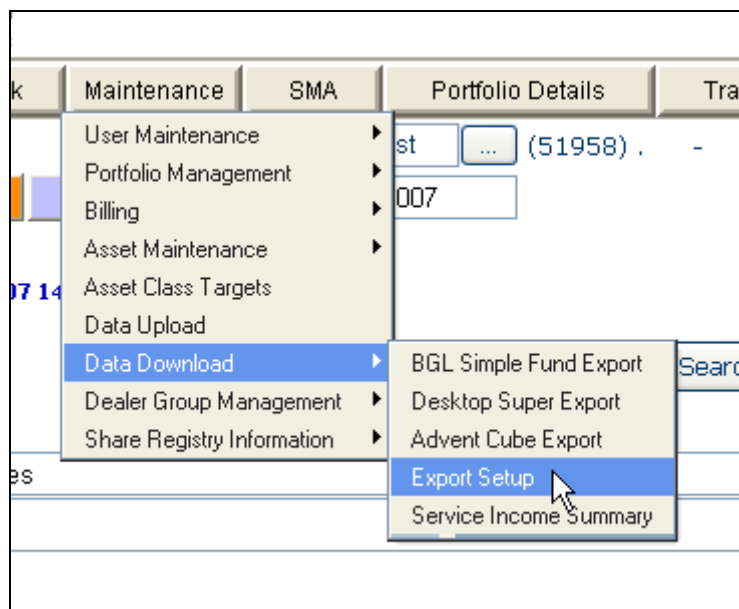 k Maintenance SMA Portfolio Details Tra
User Maintenance
st ... (51958) . -
Portfolio Management
007
Billing
Asset Maintenance
07 14
Asset Class Targets
Data Upload
Data Download
BGL Simple Fund Export
Searc
Dealer Group Management
Desktop Super Export
Share Registry Information
Advent Cube Export
es
Export Setup
Service Income Summary